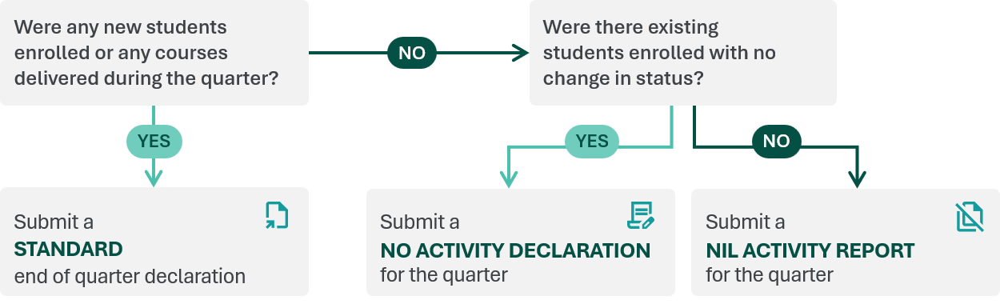 Were any new students
enrolled or any courses
delivered during the quarter?
NO
Were there existing
students enrolled with no
change in status?
YES
YES
NO
Submit a
STANDARD
end of quarter declaration
Submit a
NO ACTIVITY DECLARATION
for the quarter
Submit a
NIL ACTIVITY REPORT
for the quarter